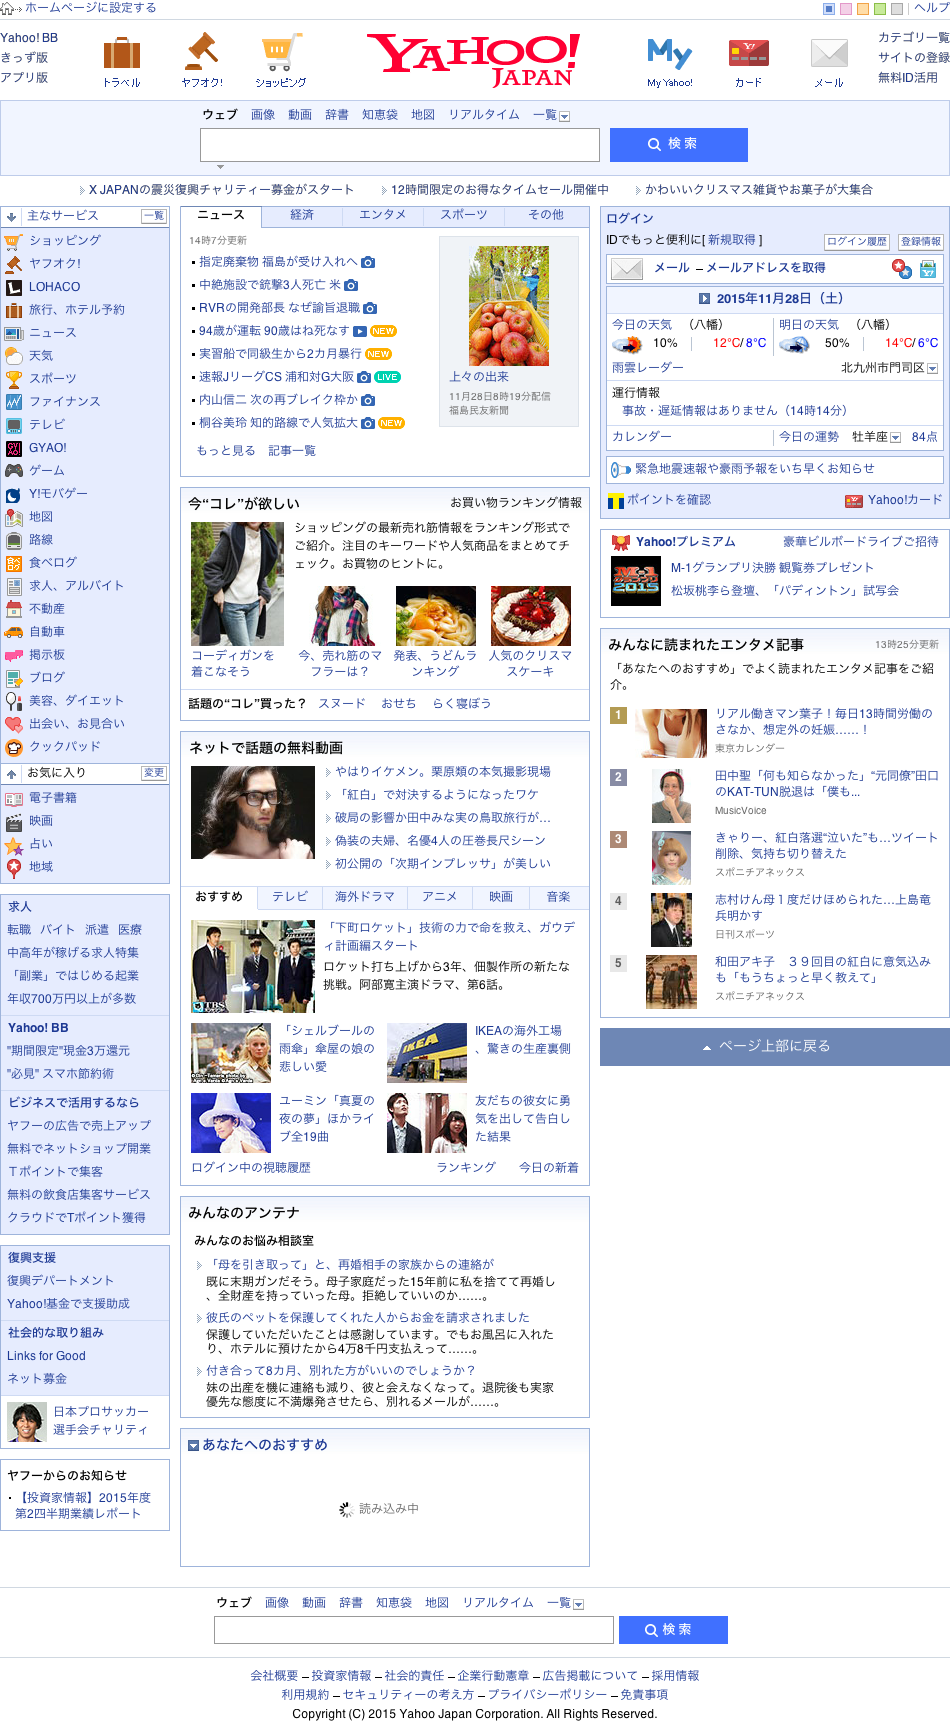 ホームページに設定する
ヘルプ
Yahoo! BB
きっず版
アプリ版
トラベル
ヤフオク!
ショッピング
YAHOO!
JAPAN
My Yahoo!
カード
メール
カテゴリ一覧
サイトの登録
無料ID活用
ウェブ 画像 動画 辞書 知恵袋 地図 リアルタイム 一覧
検索
X JAPANの震災復興チャリティー募金がスタート
12時間限定のお得なタイムセール開催中
かわいいクリスマス雑貨やお菓子が大集合
主なサービス 一覧
ショッピング
ヤフオク!
LOHACO
旅行、ホテル予約
ニュース
天気
スポーツ
ファイナンス
テレビ
GYAO!
ゲーム
Y!モバゲー
地図
路線
食べログ
求人、アルバイト
不動産
自動車
掲示板
ブログ
美容、ダイエット
出会い、お見合い
クックパッド
お気に入り 変更
電子書籍
映画
占い
地域
求人
転職 バイト 派遣 医療
中高年が稼げる求人特集
「副業」ではじめる起業
年収700万円以上が多数
Yahoo! BB
"期間限定"現金3万還元
"必見" スマホ節約術
ビジネスで活用するなら
ヤフーの広告で売上アップ
無料でネットショップ開業
Ｔポイントで集客
無料の飲食店集客サービス
クラウドでTポイント獲得
復興支援
復興デパートメント
Yahoo!基金で支援助成
社会的な取り組み
Links for Good
ネット募金
日本プロサッカー
選手会チャリティ
ヤフーからのお知らせ
【投資家情報】2015年度
第2四半期業績レポート
ニュース 経済 エンタメ スポーツ その他
14時7分更新
指定廃棄物 福島が受け入れへ
中絶施設で銃撃3人死亡 米
RVRの開発部長 なぜ諭旨退職
94歳が運転 90歳はね死なす NEW
実習船で同級生から2カ月暴行 NEW
速報JリーグCS 浦和対G大阪 LIVE
内山信二 次の再ブレイク枠か
桐谷美玲 知的路線で人気拡大 NEW
もっと見る 記事一覧
上々の出来
11月28日8時19分配信
福島民友新聞
今“コレ”が欲しい
お買い物ランキング情報
ショッピングの最新売れ筋情報をランキング形式で
ご紹介。注目のキーワードや人気商品をまとめてチ
ェック。お買物のヒントに。
コーディガンを
着こなそう
今、売れ筋のマ
フラーは？
発表、うどんラ
ンキング
人気のクリスマ
スケーキ
話題の“コレ買った？ スヌード おせち らく寝ぼう
ネットで話題の無料動画
やはりイケメン。栗原類の本気撮影現場
「紅白」で対決するようになったワケ
破局の影響か田中みな実の鳥取旅行が…
偽装の夫婦、名優4人の圧巻長尺シーン
初公開の「次期インプレッサ」が美しい
おすすめ テレビ 海外ドラマ アニメ 映画 音楽
「下町ロケット」技術の力で命を救え、ガウデ
ィ計画編スタート
ロケット打ち上げから3年、佃製作所の新たな
挑戦。阿部寛主演ドラマ、第6話。
TBS
「シェルブールの
雨傘」傘屋の娘の
悲しい愛
IKEA
IKEAの海外工場
、驚きの生産裏側
ユーミン「真夏の
夜の夢」ほかライ
ブ全19曲
友だちの彼女に勇
気を出して告白し
た結果
ログイン中の視聴履歴
ランキング 今日の新着
みんなのアンテナ
みんなのお悩み相談室
「母を引き取って」と、再婚相手の家族からの連絡が
既に末期ガンだそう。母子家庭だった15年前に私を捨てて再婚し
、全財産を持っていった母。拒絶していいのか……。
彼氏のペットを保護してくれた人からお金を請求されました
保護していただいたことは感謝しています。でもお風呂に入れた
り、ホテルに預けたから4万8千円支払えって……。
付き合って8カ月、別れた方がいいのでしょうか？
妹の出産を機に連絡も減り、彼と会えなくなって。退院後も実家
優先な態度に不満爆発させたら、別れるメールが……。
あなたへのおすすめ
読み込み中
ログイン
IDでもっと便利に[ 新規取得 ]
ログイン履歴 登録情報
メール – メールアドレスを取得
2015年11月28日（土）
今日の天気 （八幡）
10% 12°C/ 8°C
明日の天気 （八幡）
50% 14°C/ 6°C
雨雲レーダー
北九州市門司区
運行情報
事故・遅延情報はありません（14時14分）
カレンダー
今日の運勢 牡羊座 84点
緊急地震速報や豪雨予報をいち早くお知らせ
ポイントを確認
Yahoo!カード
Yahoo!プレミアム
豪華ビルボードライブご招待
M-1
2015
M-1グランプリ決勝 観覧券プレゼント
松坂桃李ら登壇、「パディントン」試写会
みんなに読まれたエンタメ記事
13時25分更新
「あなたへのおすすめ」でよく読まれたエンタメ記事をご紹
介。
1
リアル働きマン葉子！毎日13時間労働の
さなか、想定外の妊娠……！
東京カレンダー
2
田中聖「何も知らなかった」“元同僚”田口
のKAT-TUN脱退は「僕も...
MusicVoice
3
きゃりー、紅白落選“泣いた”も…ツイート
削除、気持ち切り替えた
スポニチアネックス
4
志村けん母１度だけほめられた…上島竜
兵明かす
日刊スポーツ
5
和田アキ子　３９回目の紅白に意気込み
も「もうちょっと早く教えて」
スポニチアネックス
ページ上部に戻る
ウェブ 画像 動画 辞書 知恵袋 地図 リアルタイム 一覧
検索
会社概要 – 投資家情報 – 社会的責任 – 企業行動憲章 – 広告掲載について – 採用情報
利用規約 – セキュリティーの考え方 – プライバシーポリシー – 免責事項
Copyright (C) 2015 Yahoo Japan Corporation. All Rights Reserved.